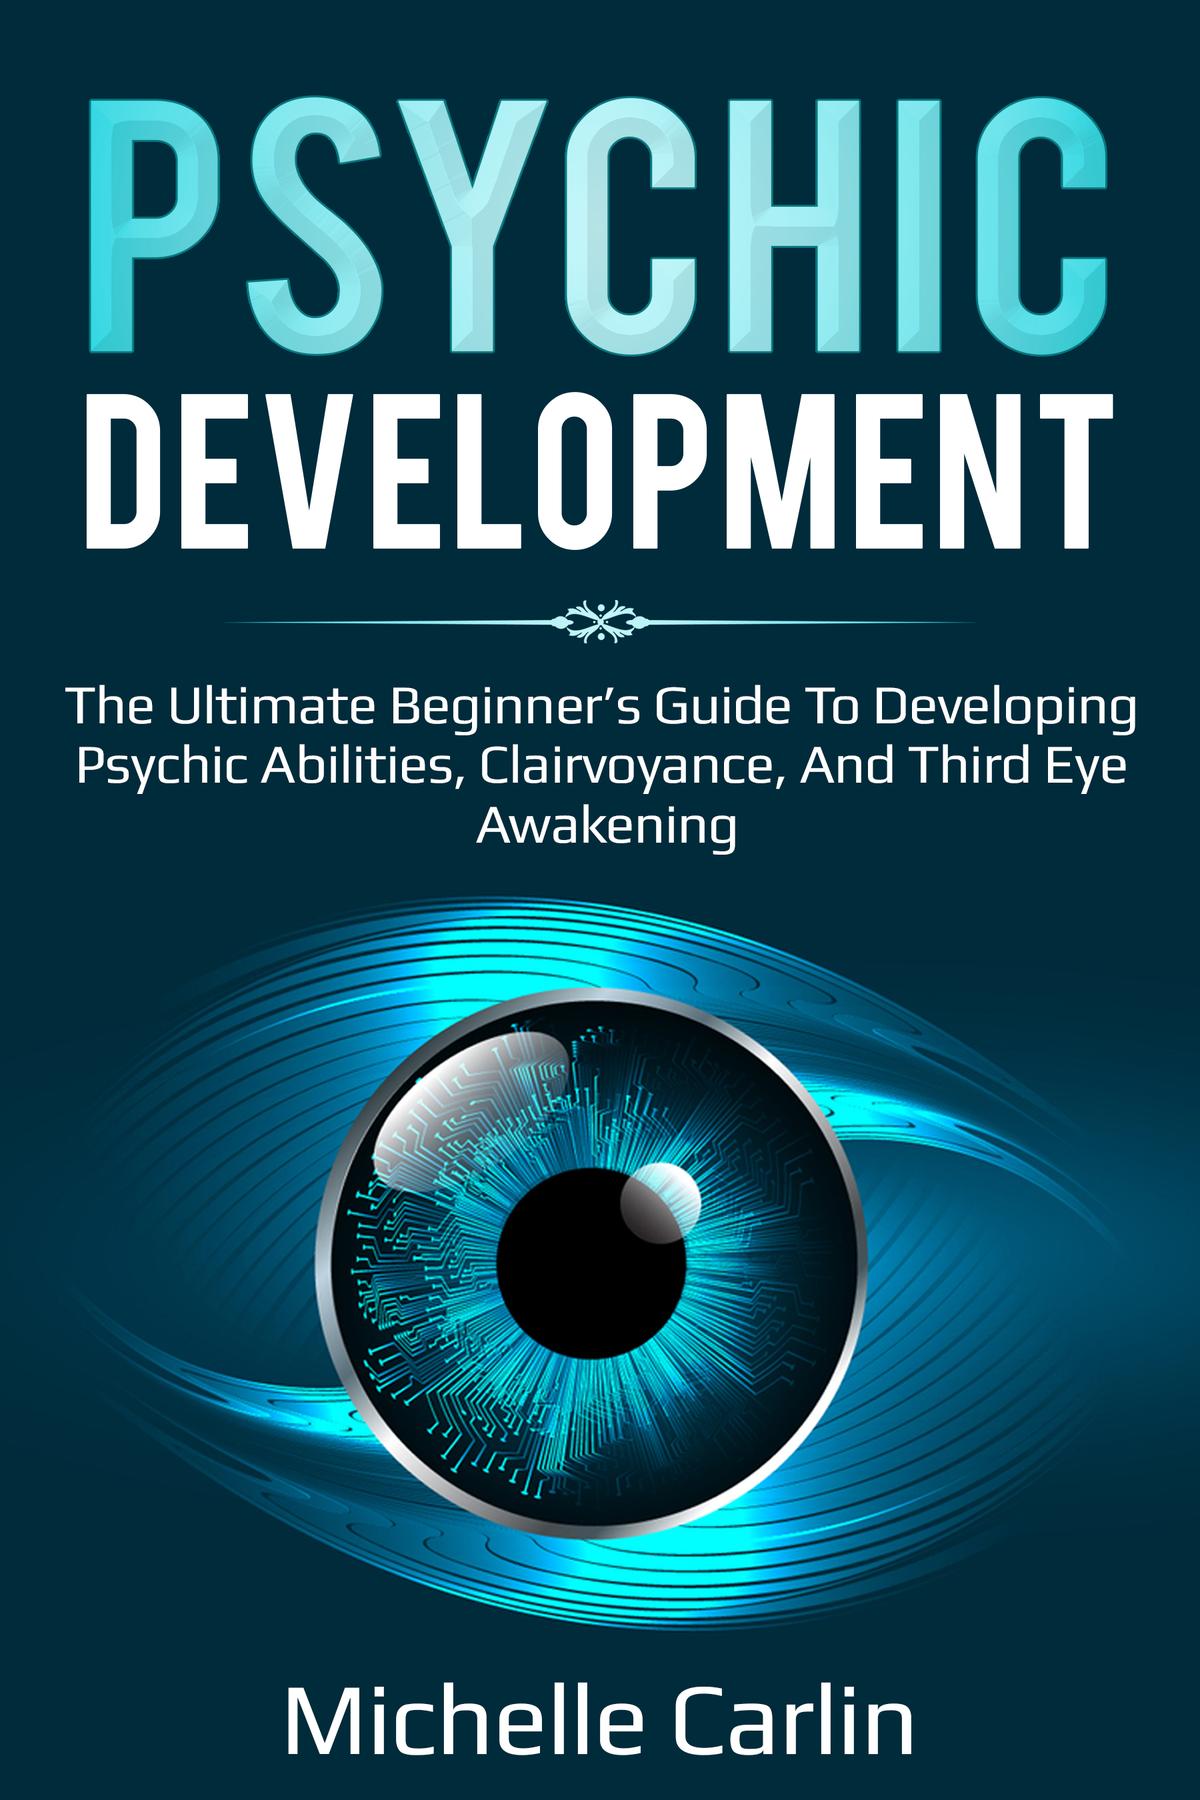 PSYCHIC
DEVELOPMENT
The Ultimate Beginner’s Guide To Developing
Psychic Abilities, Clairvoyance, And Third Eye
Awakening
Michelle Carlin